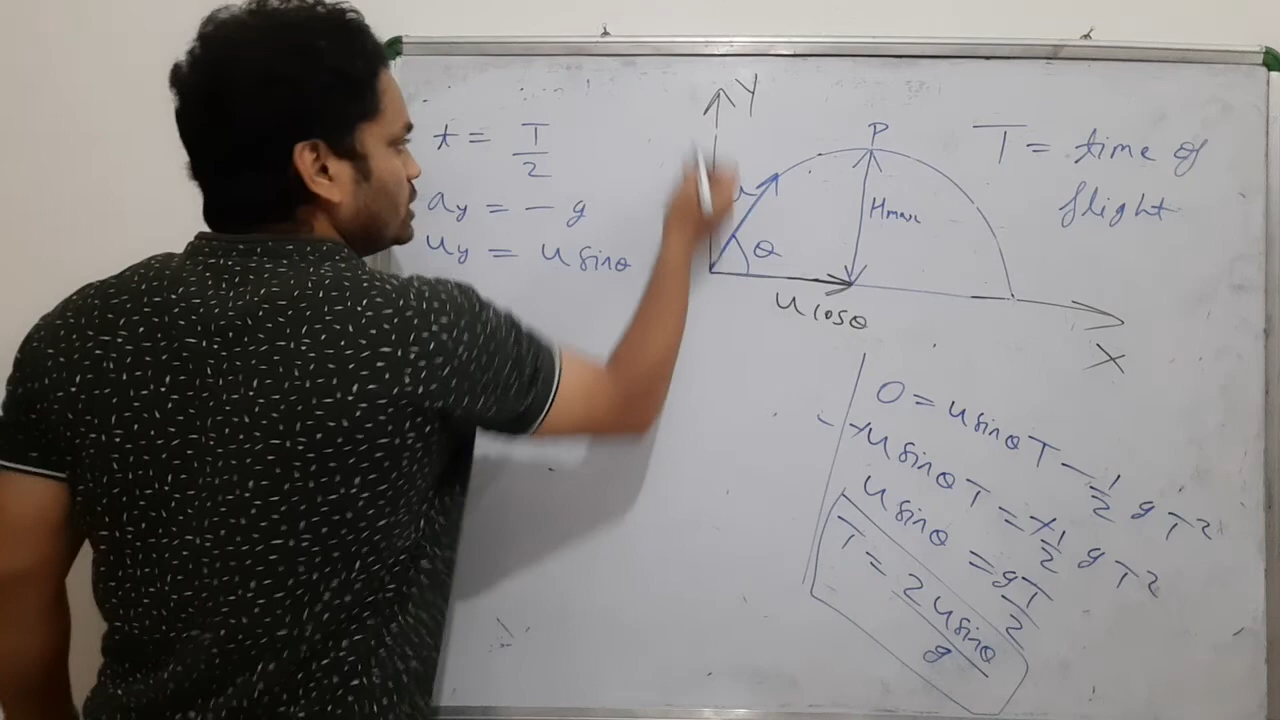 t = T/2
ay = - g
uy = u sinθ
Y
P
u
θ
Hmax
u cosθ
X
T = time of
flight
0 = u sinθ T - 1/2 g T²
- u sinθ T = - 1/2 g T²
u sinθ = gT/2
T = 2 u sinθ/g